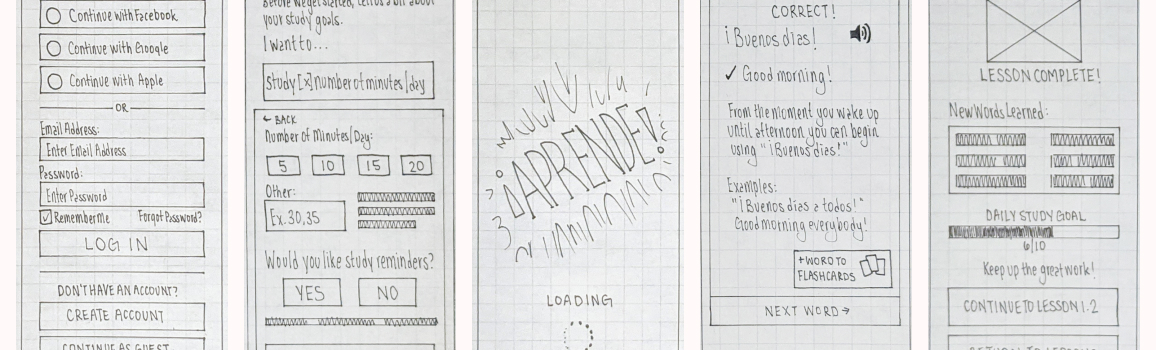 Continue with Facebook
Continue with Google
Continue with Apple
OR
Email Address:
Enter Email Address
Password:
Enter Password
Remember Me Forgot Password?
LOG IN
DON'T HAVE AN ACCOUNT?
CREATE ACCOUNT
CONTINUE AS GUEST
Before we get started, tell us a bit about
your study goals.
I want to...
Study [x] number of minutes/day
← BACK
Number of Minutes/Day:
5 10 15 20
Other:
Ex. 30, 35
Would you like study reminders?
YES NO
¡APRENDE!
LOADING
CORRECT!
¡Buenos días!
✓ Good morning!
From the moment you wake up
until afternoon you can begin
using "¡Buenos días!"
Examples:
"¡Buenos días a todos!"
Good morning everybody!
+ WORD TO
FLASHCARDS
NEXT WORD →
LESSON COMPLETE!
New Words Learned:
DAILY STUDY GOAL
6/10
Keep up the great work!
CONTINUE TO LESSON 1.2
RETURN TO LESSONS